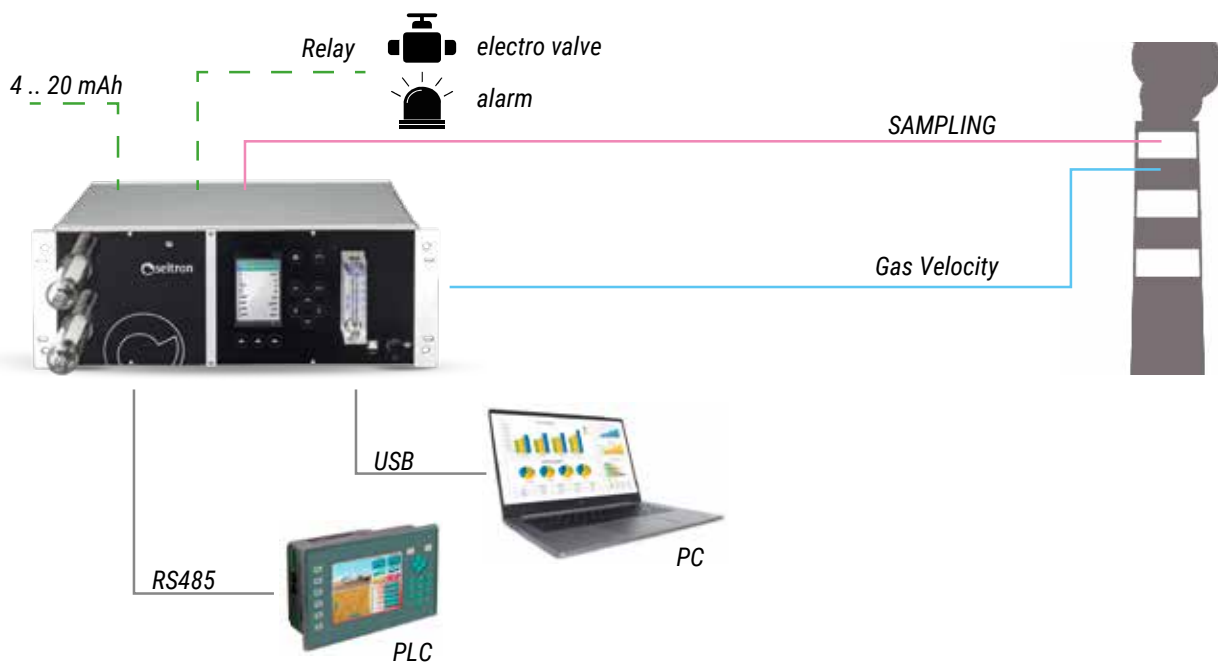 Relay
electro valve
4 .. 20 mAh
alarm
SAMPLING
seitron
Gas Velocity
USB
PC
RS485
PLC